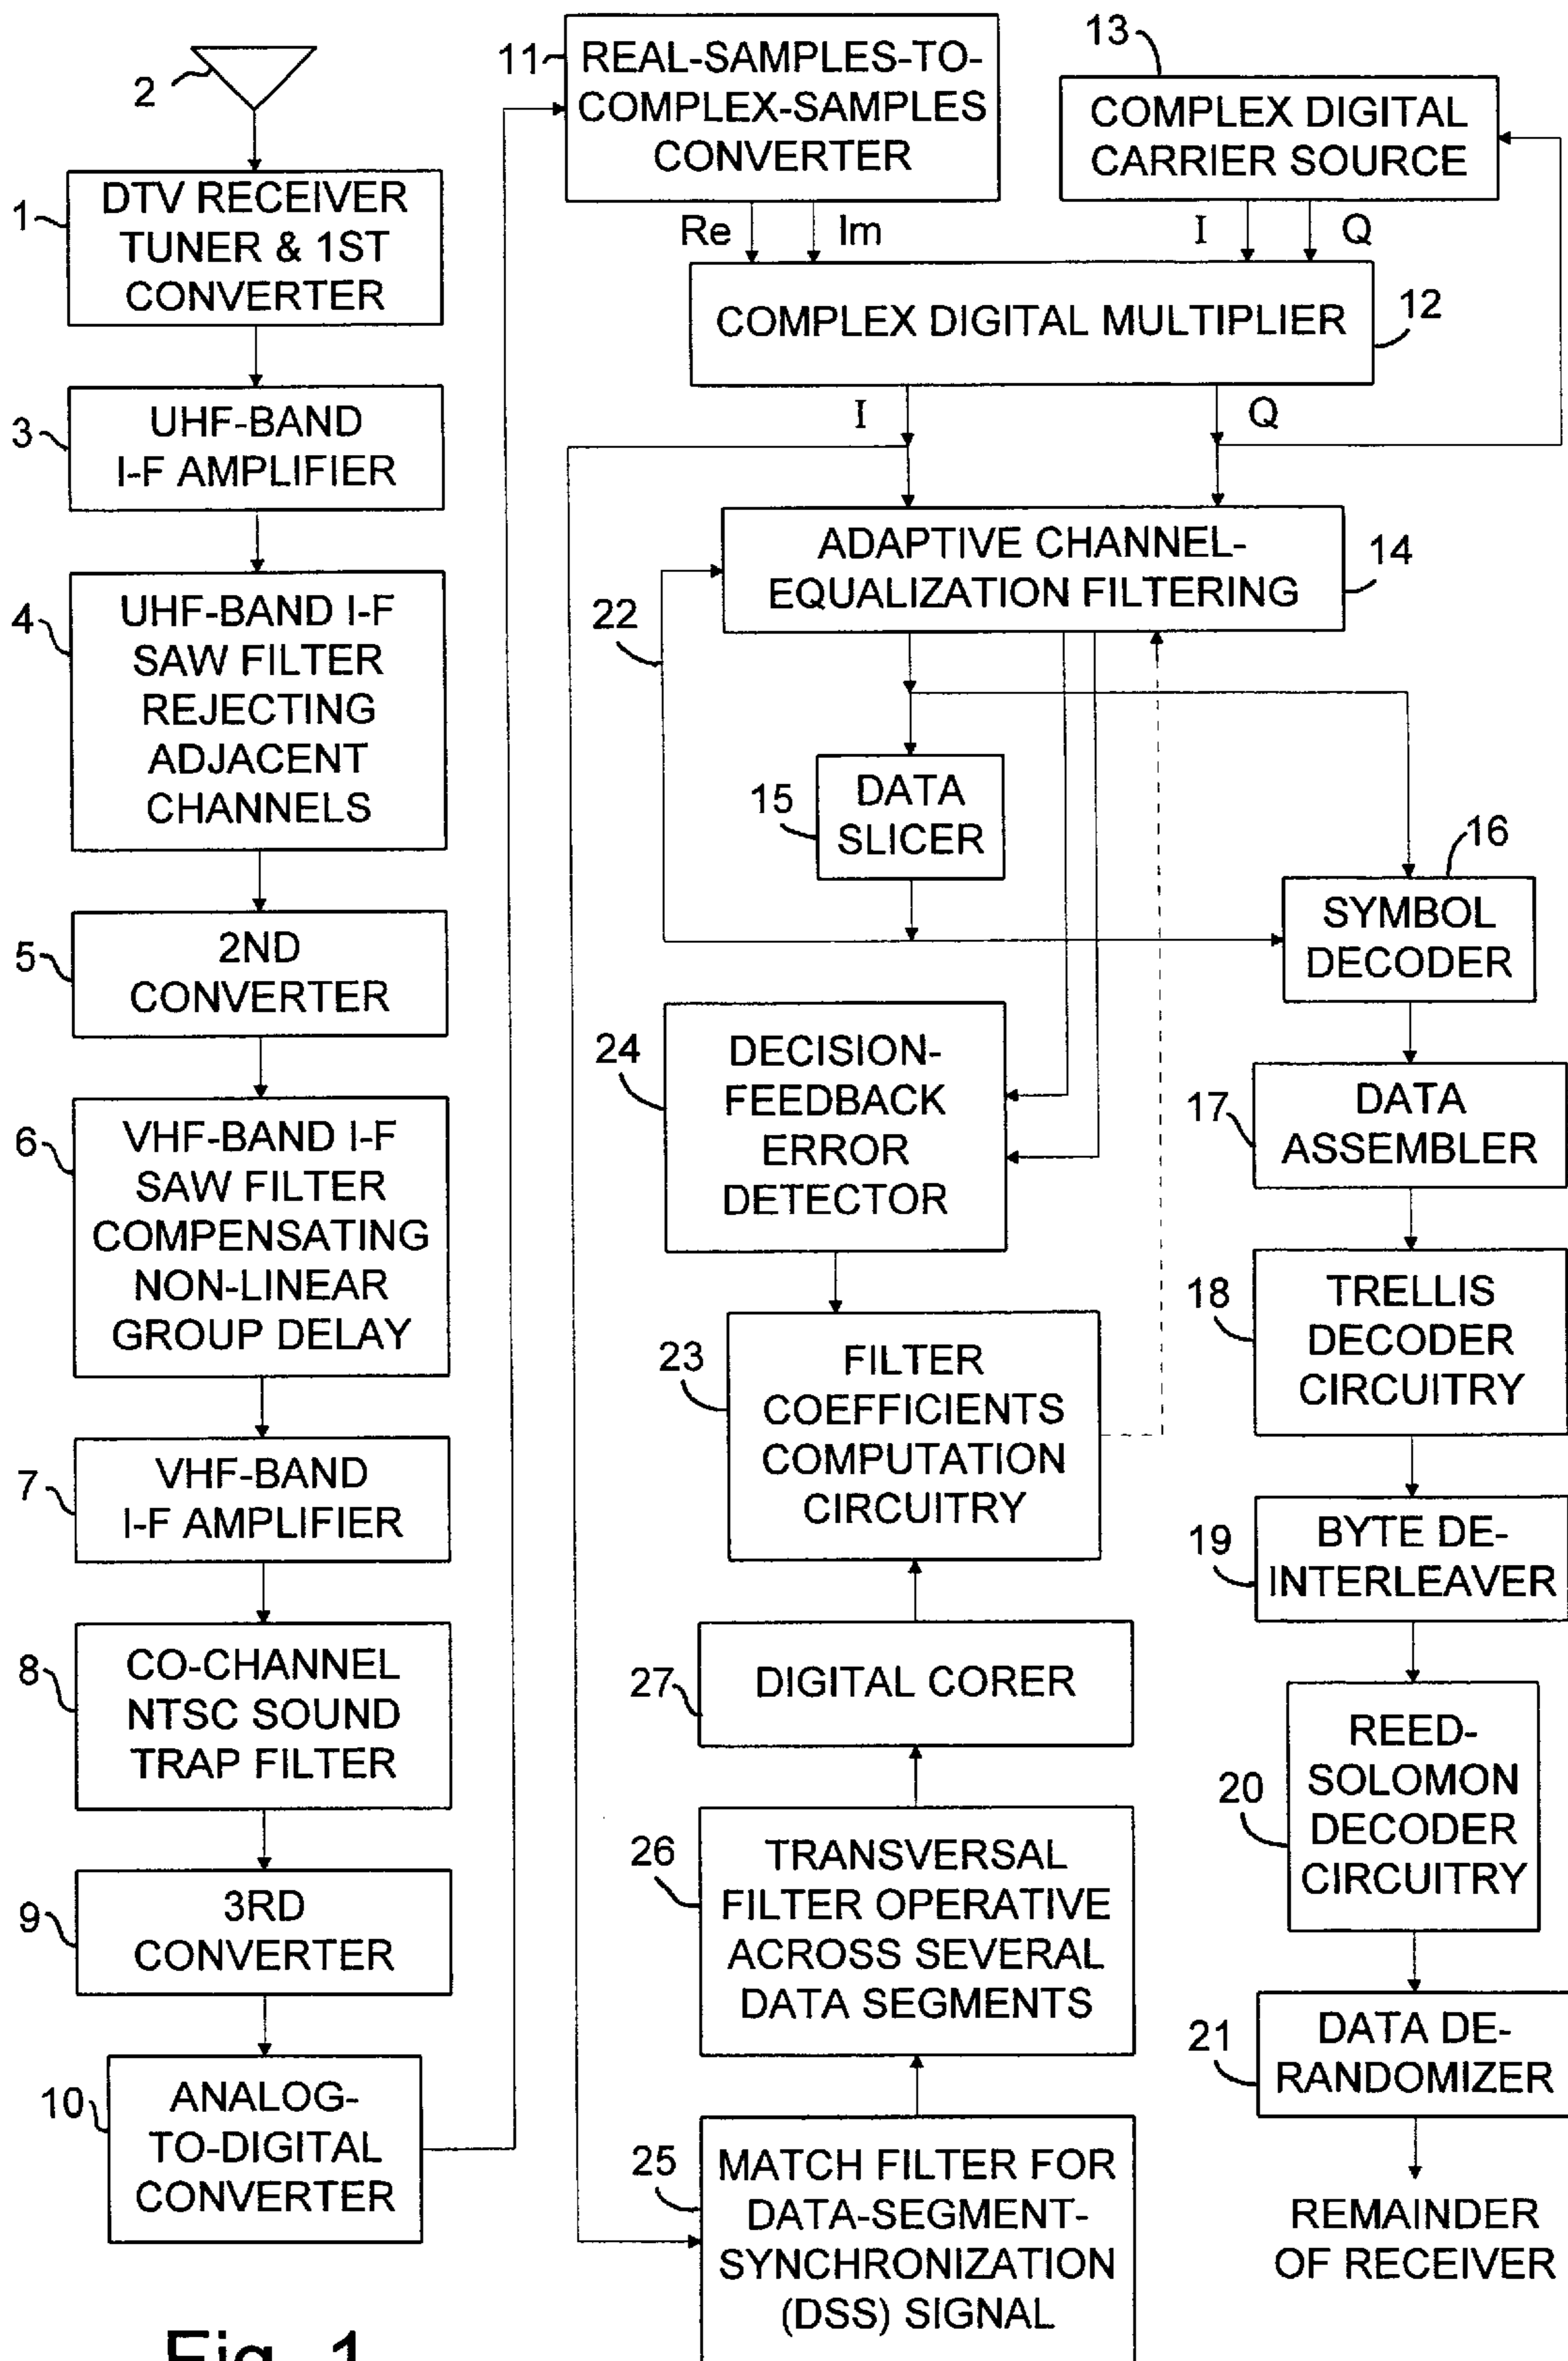 2
1
DTV RECEIVER
TUNER & 1ST
CONVERTER
3
UHF-BAND
I-F AMPLIFIER
4
UHF-BAND I-F
SAW FILTER
REJECTING
ADJACENT
CHANNELS
5
2ND
CONVERTER
6
VHF-BAND I-F
SAW FILTER
COMPENSATING
NON-LINEAR
GROUP DELAY
7
VHF-BAND
I-F AMPLIFIER
8
CO-CHANNEL
NTSC SOUND
TRAP FILTER
9
3RD
CONVERTER
10
ANALOG-
TO-DIGITAL
CONVERTER
11
REAL-SAMPLES-TO-
COMPLEX-SAMPLES
CONVERTER
Re
Im
13
COMPLEX DIGITAL
CARRIER SOURCE
I
Q
COMPLEX DIGITAL MULTIPLIER
12
I
Q
ADAPTIVE CHANNEL-
EQUALIZATION FILTERING
14
22
15
DATA
SLICER
16
SYMBOL
DECODER
24
DECISION-
FEEDBACK
ERROR
DETECTOR
17
DATA
ASSEMBLER
18
TRELLIS
DECODER
CIRCUITRY
23
FILTER
COEFFICIENTS
COMPUTATION
CIRCUITRY
19
BYTE DE-
INTERLEAVER
27
DIGITAL CORER
20
REED-
SOLOMON
DECODER
CIRCUITRY
26
TRANSVERSAL
FILTER OPERATIVE
ACROSS SEVERAL
DATA SEGMENTS
21
DATA DE-
RANDOMIZER
25
MATCH FILTER FOR
DATA-SEGMENT-
SYNCHRONIZATION
(DSS) SIGNAL
REMAINDER
OF RECEIVER
Fig. 1